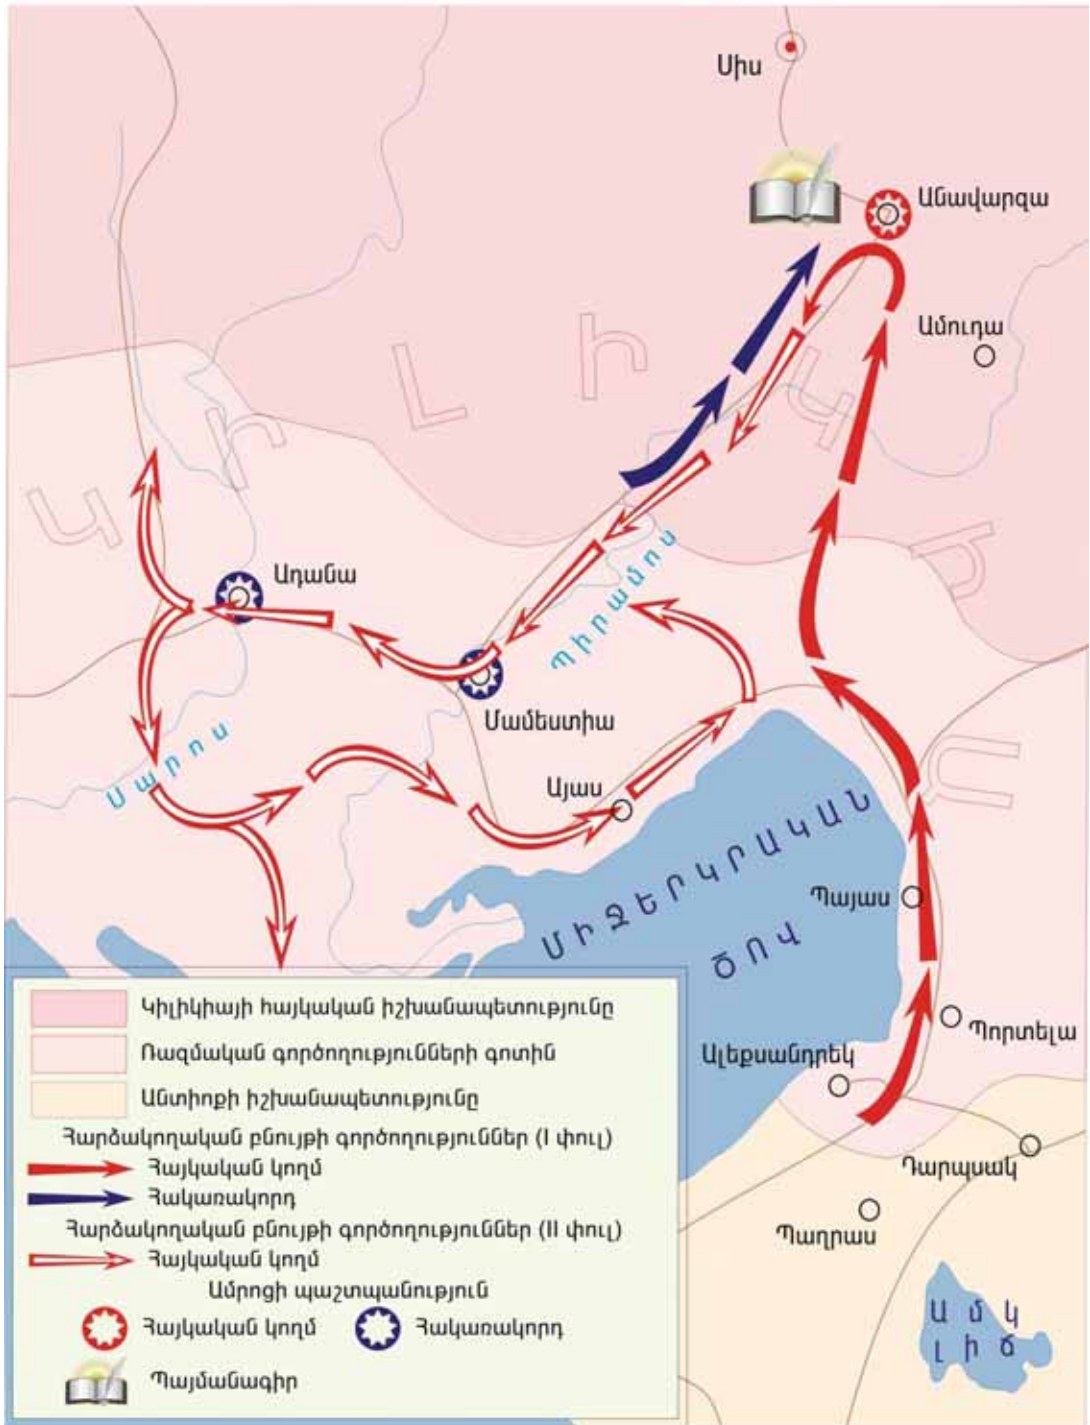 Սիս
Անավարզա
Ամուդա
ԿԻԼԻԿԻԱ
Ադանա
Պիրամոս
Մամեստիա
Սարոս
Այաս
ՄԻՋԵՐԿՐԱԿԱՆ
ԾՈՎ
Պայաս
Պորտելա
Ալեքսանդրեկ
Դարպսակ
Պաղրաս
Ամկ
լիճ
Կիլիկիայի հայկական իշխանապետությունը
Ռազմական գործողությունների գոտին
Անտիոքի իշխանապետությունը
Հարձակողական բնույթի գործողություններ (I փուլ)
Հայկական կողմ
Հակառակորդ
Հարձակողական բնույթի գործողություններ (II փուլ)
Հայկական կողմ
Ամրոցի պաշտպանություն
Հայկական կողմ
Հակառակորդ
Պայմանագիր